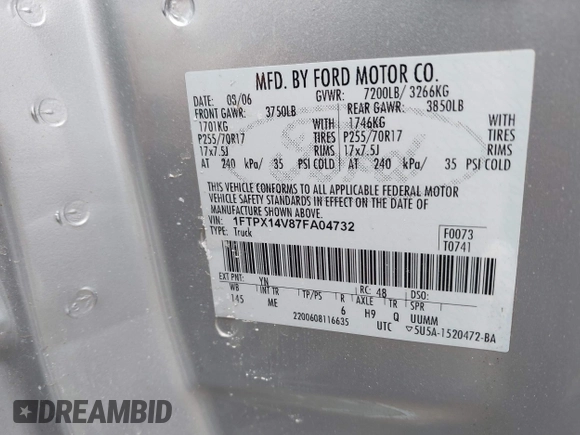 MFD. BY FORD MOTOR CO.
DATE: 03/06 GVWR: 7200LB/ 3266KG
FRONT GAWR: 3750LB REAR GAWR: 3850LB
1701KG WITH 1746KG WITH
P255/70R17 TIRES P255/70R17 TIRES
17x7.5J RIMS 17x7.5J RIMS
AT 240 kPa/ 35 PSI COLD AT 240 kPa/ 35 PSI COLD
THIS VEHICLE CONFORMS TO ALL APPLICABLE FEDERAL MOTOR
VEHICLE SAFETY AND THEFT PREVENTION STANDARDS IN EFFECT ON THE DATE OF
MANUFACTURE SHOWN ABOVE.
VIN: 1FTPX14V87FA04732 F0073
TYPE: Truck T0741
EXT PNT: YN RC: 48 DSO:
WB INT TR TP/PS R AXLE TR SPR
145 ME 6 H9 Q UUMM
2200608116635 UTC 5U5A-1520472-BA
Ford
DREAMBID